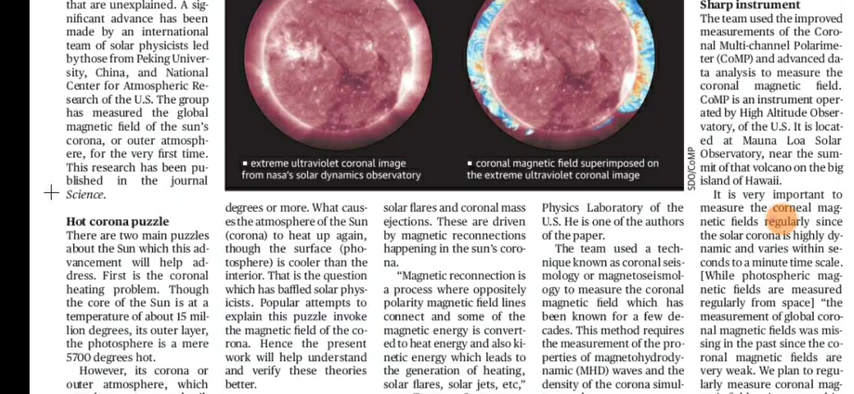 that are unexplained. A sig-
nificant advance has been
made by an international
team of solar physicists led
by those from Peking Univer-
sity, China, and National
Center for Atmospheric Re-
search of the U.S. The group
has measured the global
magnetic field of the sun's
corona, or outer atmosph-
ere, for the very first time.
This research has been pu-
blished in the journal
Science.
Hot corona puzzle
There are two main puzzles
about the Sun which this ad-
vancement will help ad-
dress. First is the coronal
heating problem. Though
the core of the Sun is at a
temperature of about 15 mil-
lion degrees, its outer layer,
the photosphere is a mere
5700 degrees hot.
However, its corona or
outer atmosphere, which
▪ extreme ultraviolet coronal image
from nasa's solar dynamics observatory
▪ coronal magnetic field superimposed on
the extreme ultraviolet coronal image
SDO/CoMP
degrees or more. What caus-
es the atmosphere of the Sun
(corona) to heat up again,
though the surface (pho-
tosphere) is cooler than the
interior. That is the question
which has baffled solar phys-
icists. Popular attempts to
explain this puzzle invoke
the magnetic field of the co-
rona. Hence the present
work will help understand
and verify these theories
better.
solar flares and coronal mass
ejections. These are driven
by magnetic reconnections
happening in the sun's coro-
na.
“Magnetic reconnection is
a process where oppositely
polarity magnetic field lines
connect and some of the
magnetic energy is convert-
ed to heat energy and also ki-
netic energy which leads to
the generation of heating,
solar flares, solar jets, etc,”
Physics Laboratory of the
U.S. He is one of the authors
of the paper.
The team used a tech-
nique known as coronal seis-
mology or magnetoseismol-
ogy to measure the coronal
magnetic field which has
been known for a few de-
cades. This method requires
the measurement of the pro-
perties of magnetohydrody-
namic (MHD) waves and the
density of the corona simul-
Sharp instrument
The team used the improved
measurements of the Coro-
nal Multi-channel Polarime-
ter (CoMP) and advanced da-
ta analysis to measure the
coronal magnetic field.
CoMP is an instrument oper-
ated by High Altitude Obser-
vatory, of the U.S. It is locat-
ed at Mauna Loa Solar
Observatory, near the sum-
mit of that volcano on the big
island of Hawaii.
It is very important to
measure the corneal mag-
netic fields regularly since
the solar corona is highly dy-
namic and varies within se-
conds to a minute time scale.
[While photospheric mag-
netic fields are measured
regularly from space] “the
measurement of global coro-
nal magnetic fields was mis-
sing in the past since the co-
ronal magnetic fields are
very weak. We plan to regu-
larly measure coronal mag-